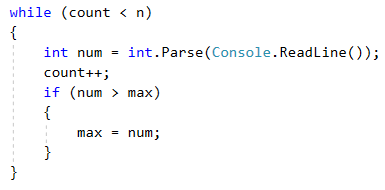 while (count < n)
{
    int num = int.Parse(Console.ReadLine());
    count++;
    if (num > max)
    {
        max = num;
    }
}